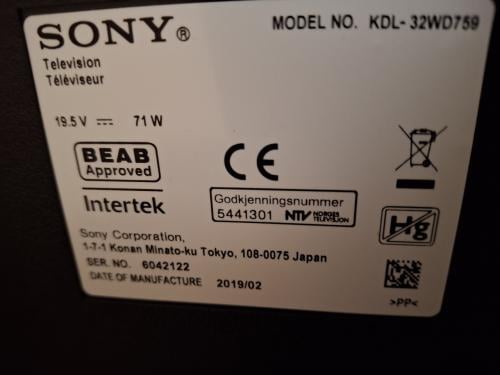 SONY®
MODEL NO. KDL-32WD759
Television
Téléviseur
19.5 V ⎓ 71 W
BEAB
Approved
CE
Intertek
Godkjenningsnummer
5441301 NTV NORGES TELEVISJON
Hg
Sony Corporation,
1-7-1 Konan Minato-ku Tokyo, 108-0075 Japan
SER. NO. 6042122
DATE OF MANUFACTURE 2019/02
>PP<